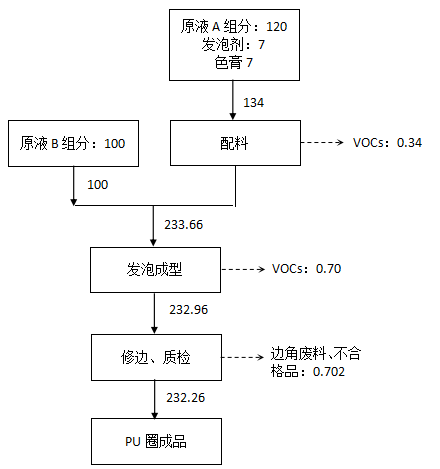 原液 A 组分：120
发泡剂：7
色膏 7
134
原液 B 组分：100
配料
VOCs：0.34
100
233.66
发泡成型
VOCs：0.70
232.96
修边、质检
边角废料、不合
格品：0.702
232.26
PU 圈成品